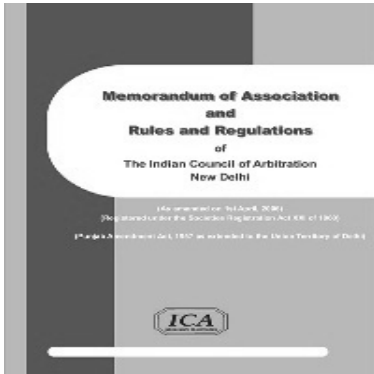 Memorandum of Association
and
Rules and Regulations
of
The Indian Council of Arbitration
New Delhi
(As amended on 1st April, 2006)
(Registered under the Societies Registration Act XXI of 1860)
(Punjab Amendment Act, 1957 as extended to the Union Territory of Delhi)
ICA